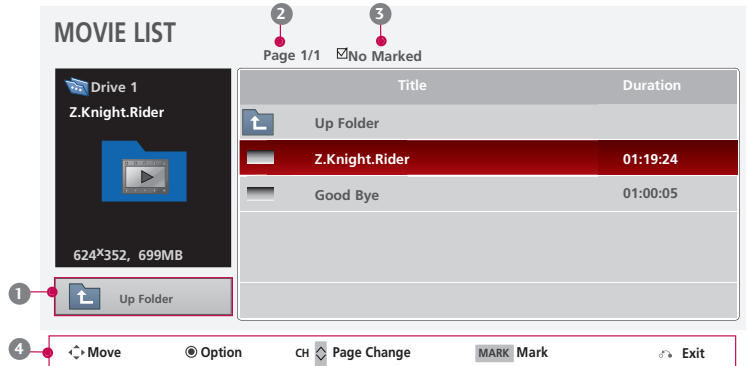 2
3
MOVIE LIST
Page 1/1 ☑No Marked
Drive 1
Z.Knight.Rider
624x352, 699MB
1
Up Folder
Title Duration
Up Folder
Z.Knight.Rider 01:19:24
Good Bye 01:00:05
4
Move Option CH Page Change MARK Mark Exit